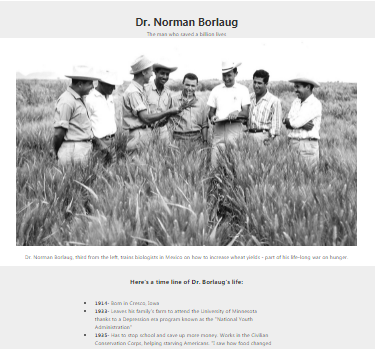 Dr. Norman Borlaug
The man who saved a billion lives
Dr. Norman Borlaug, third from the left, trains biologists in Mexico on how to increase wheat yields - part of his life-long war on hunger.
Here's a time line of Dr. Borlaug's life:
1914- Born in Cresco, Iowa
1933- Leaves his family's farm to attend the University of Minnesota
thanks to a Depression era program known as the "National Youth
Administration"
1935- Has to stop school and save up more money. Works in the Civilian
Conservation Corps, helping starving Americans. "I saw how food changed